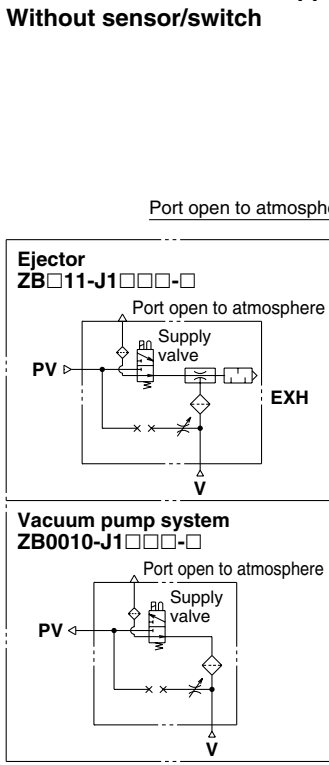 Without sensor/switch
Port open to
Ejector
ZB□11-J1□□□-□
Port open to atmosphere
Supply
valve
PV
EXH
V
Vacuum pump system
ZB0010-J1□□□-□
Port open to atmosphere
Supply
valve
PV
V